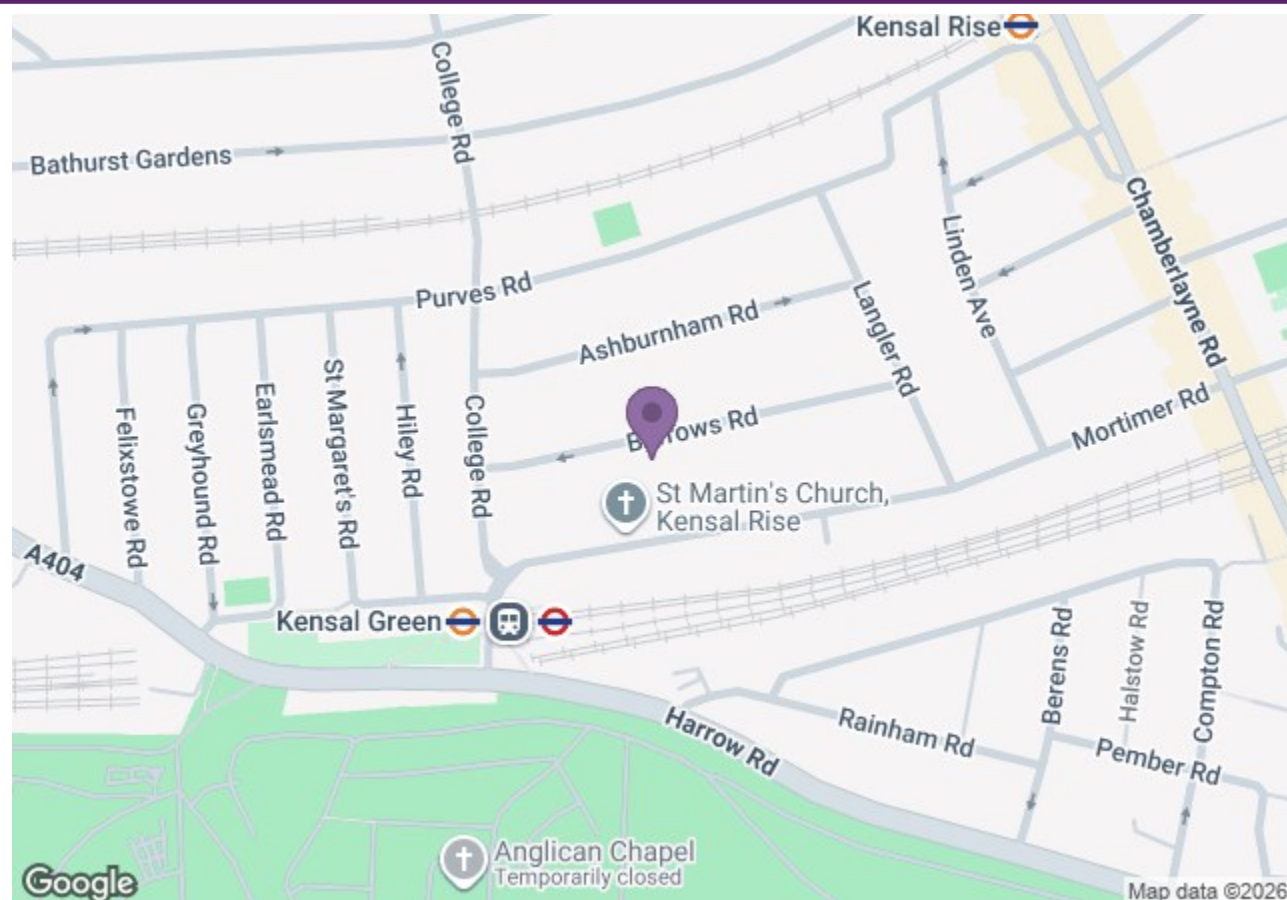 Kensal Rise
College Rd
Bathurst Gardens
Chamberlayne Rd
Linden Ave
Purves Rd
Langler Rd
Ashburnham Rd
Mortimer Rd
Felixstowe Rd
Greyhound Rd
Earlsmead Rd
St Margaret's Rd
Hiley Rd
College Rd
Rd
St Martin's Church,
Kensal Rise
A404
Kensal Green
Berens Rd
Halstow Rd
Compton Rd
Harrow Rd
Rainham Rd
Pember Rd
Anglican Chapel
Temporarily closed
Google
Map data ©2026